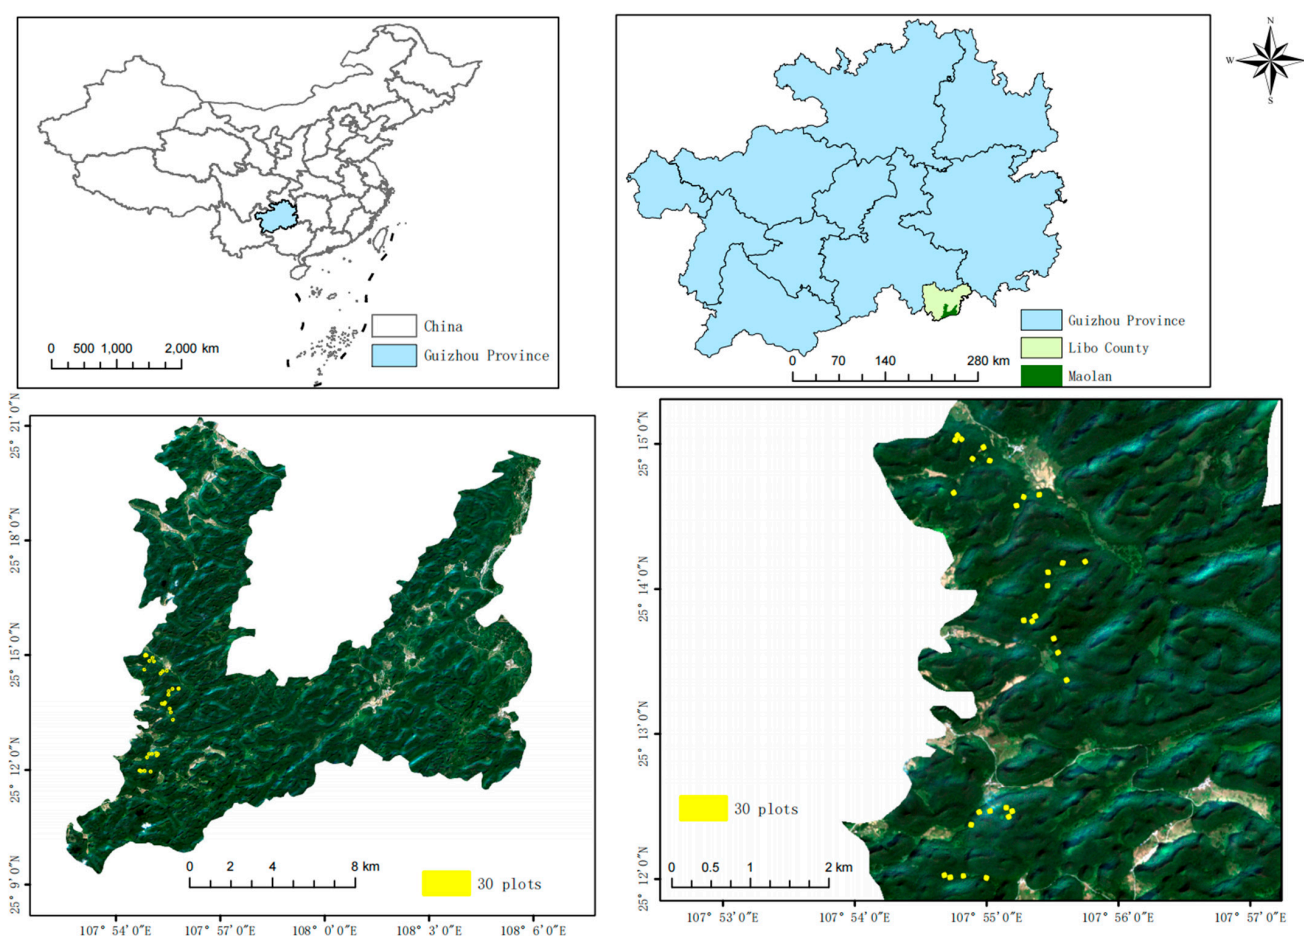 China
Guizhou Province
0 500 1,000 2,000 km
N
W E
S
Guizhou Province
Libo County
Maolan
0 70 140 280 km
25° 21′0″N
25° 18′0″N
25° 15′0″N
25° 12′0″N
25° 9′0″N
0 2 4 8 km
30 plots
107° 54′0″E 107° 57′0″E 108° 0′0″E 108° 3′0″E 108° 6′0″E
25° 15′0″N
25° 14′0″N
25° 13′0″N
25° 12′0″N
30 plots
0 0.5 1 2 km
107° 53′0″E 107° 54′0″E 107° 55′0″E 107° 56′0″E 107° 57′0″E